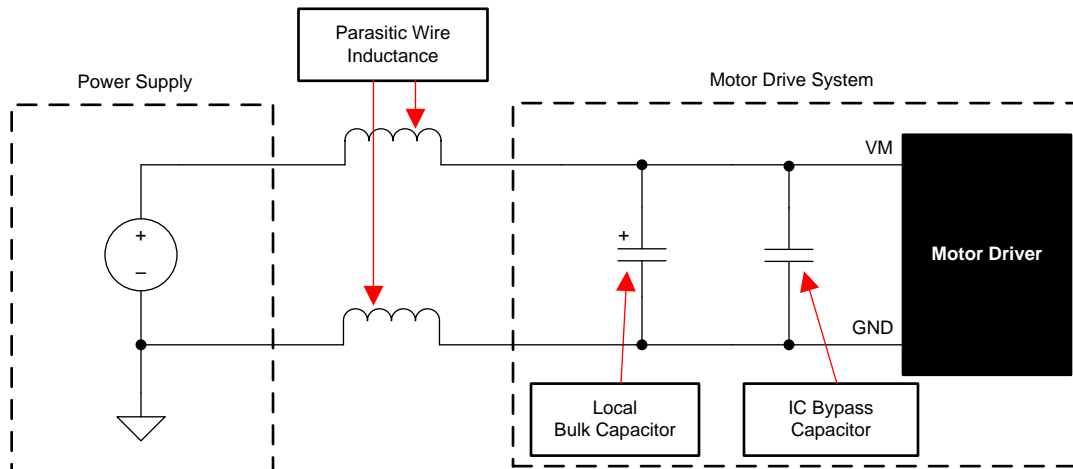 Parasitic Wire
Inductance
Power Supply
Motor Drive System
VM
+
–
+
Motor Driver
GND
Local
Bulk Capacitor
IC Bypass
Capacitor